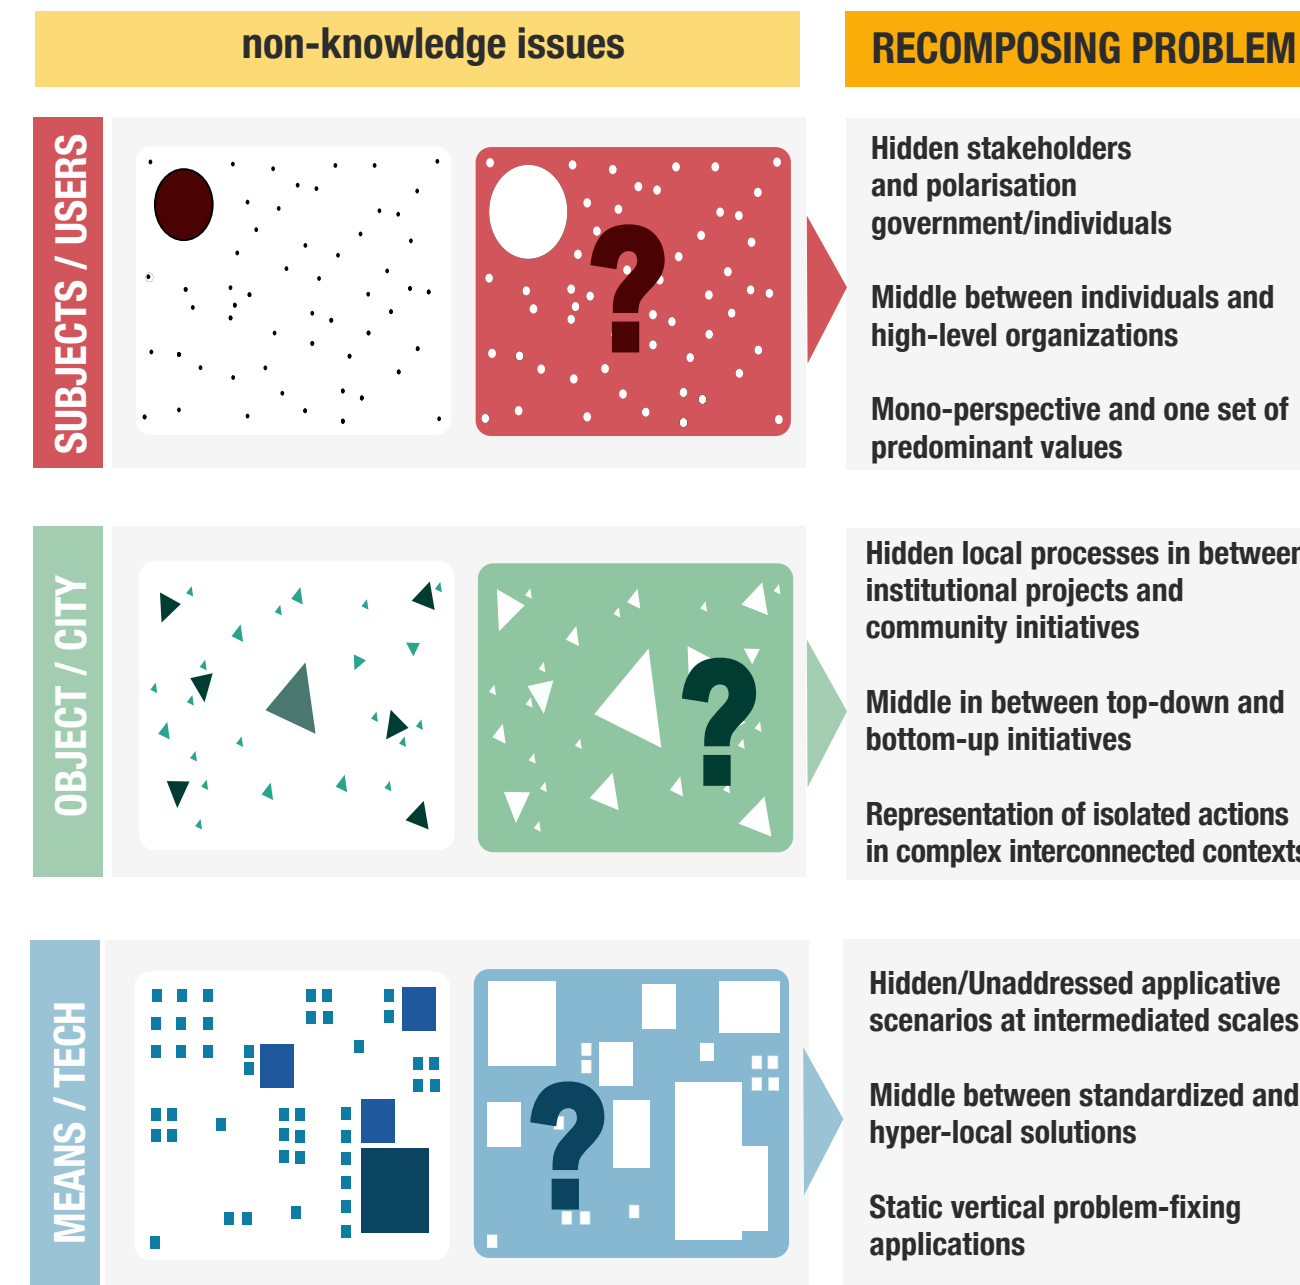 non-knowledge issues
RECOMPOSING PROBLEM
SUBJECTS / USERS
?
Hidden stakeholders
and polarisation
government/individuals
Middle between individuals and
high-level organizations
Mono-perspective and one set of
predominant values
OBJECT / CITY
?
Hidden local processes in between
institutional projects and
community initiatives
Middle in between top-down and
bottom-up initiatives
Representation of isolated actions
in complex interconnected contexts
MEANS / TECH
?
Hidden/Unaddressed applicative
scenarios at intermediated scales
Middle between standardized and
hyper-local solutions
Static vertical problem-fixing
applications